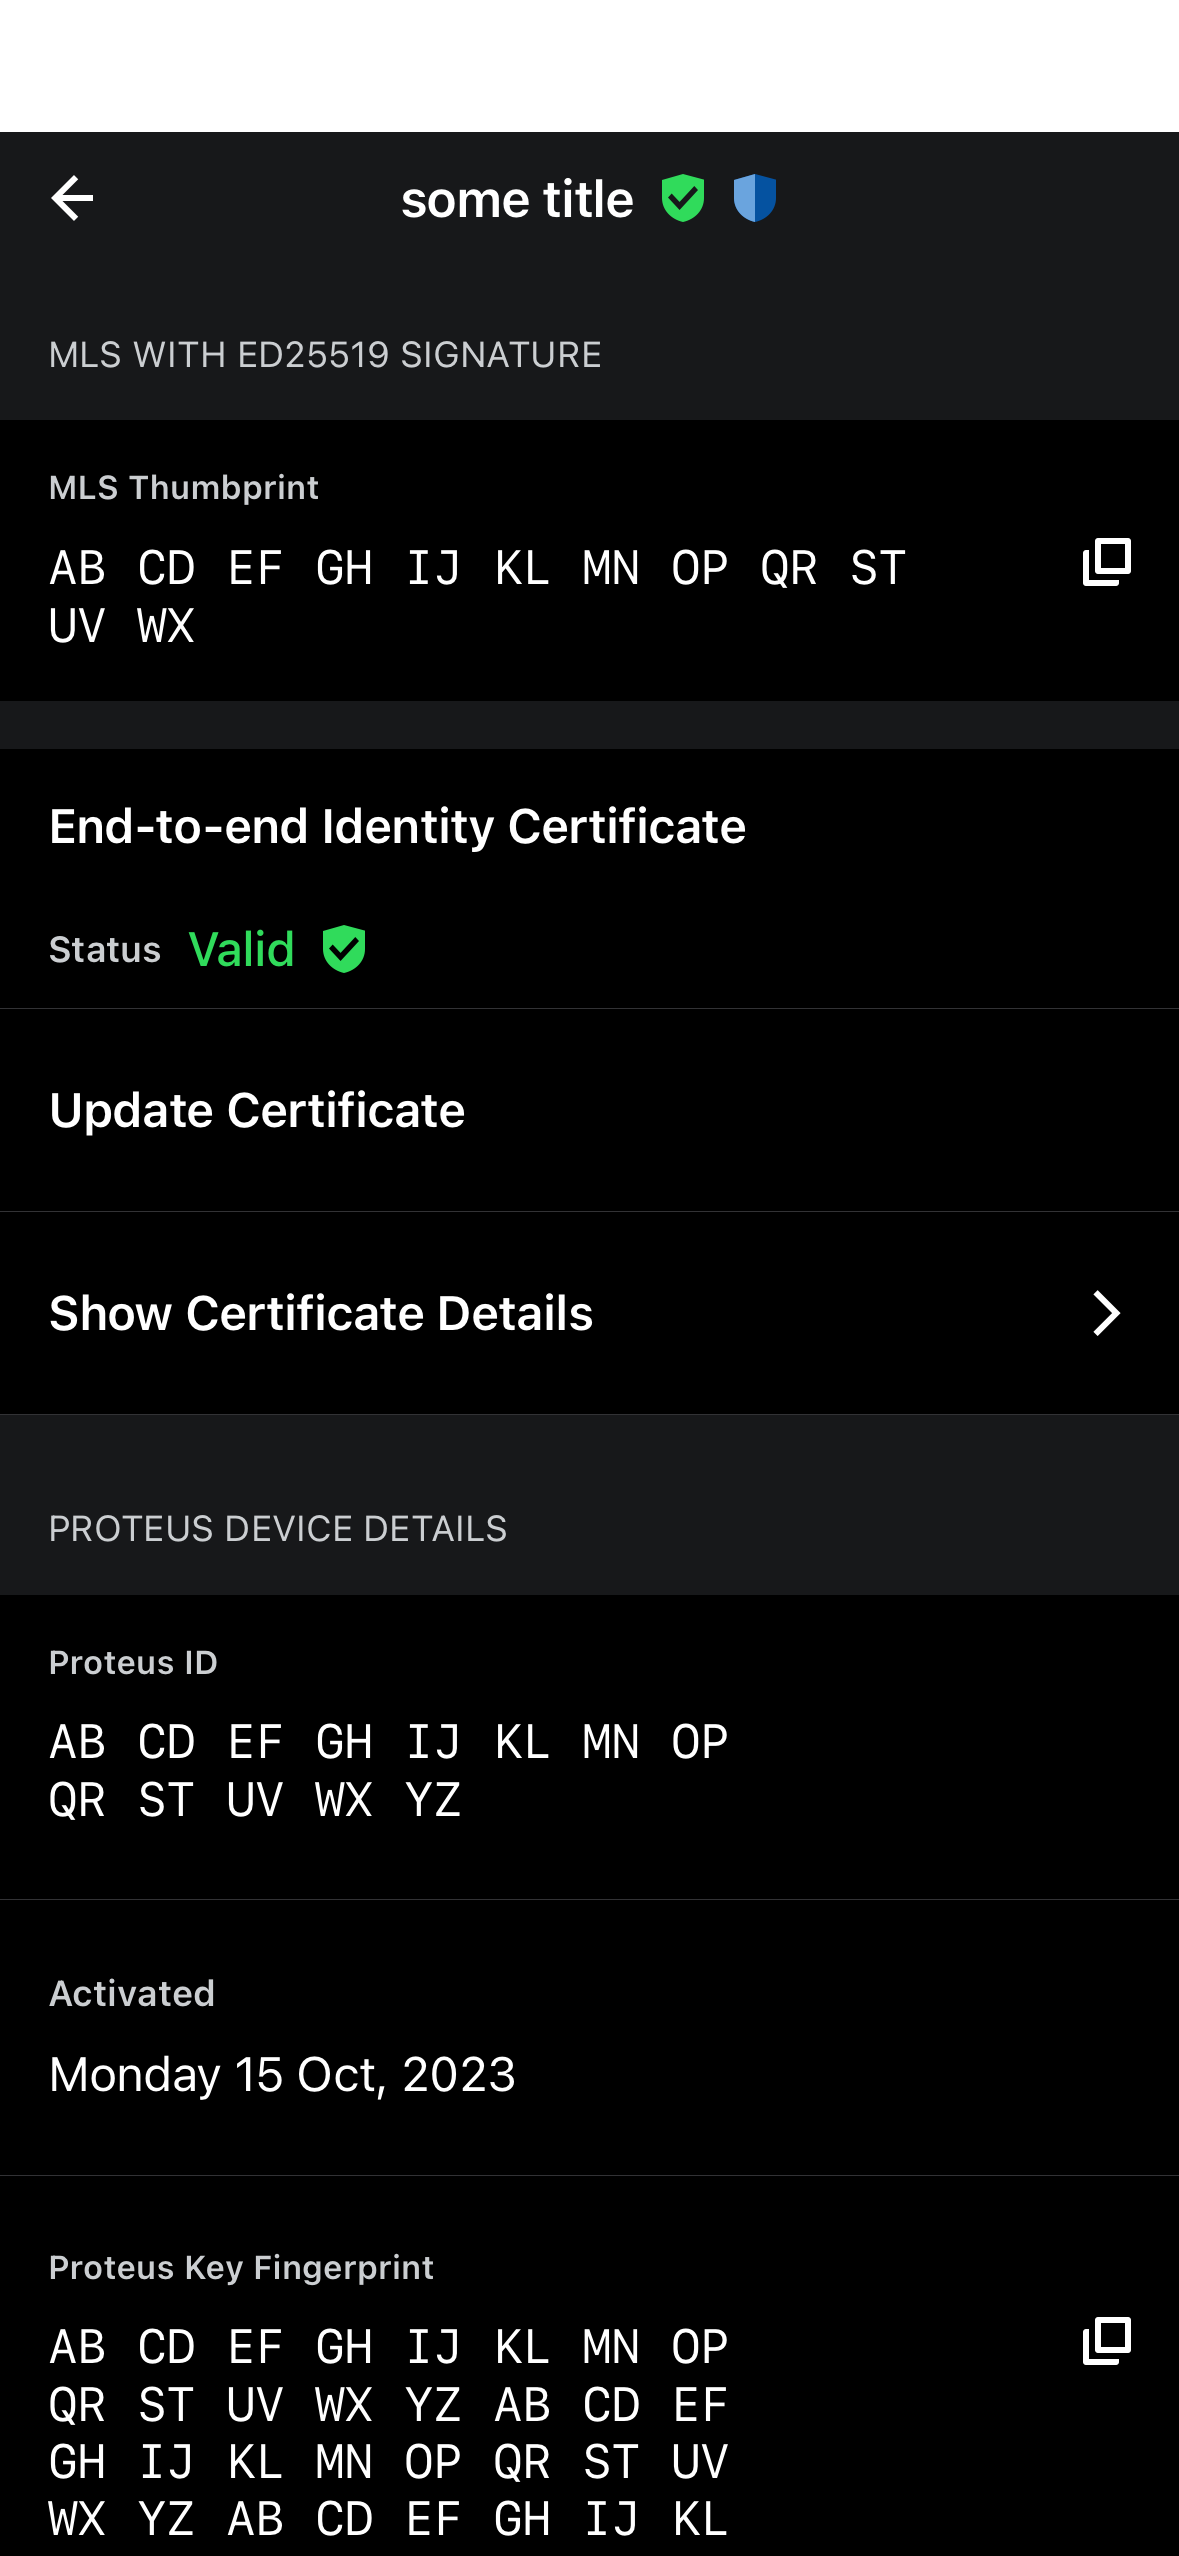 some title
MLS WITH ED25519 SIGNATURE
MLS Thumbprint
AB CD EF GH IJ KL MN OP QR ST
UV WX
End-to-end Identity Certificate
Status Valid
Update Certificate
Show Certificate Details
PROTEUS DEVICE DETAILS
Proteus ID
AB CD EF GH IJ KL MN OP
QR ST UV WX YZ
Activated
Monday 15 Oct, 2023
Proteus Key Fingerprint
AB CD EF GH IJ KL MN OP
QR ST UV WX YZ AB CD EF
GH IJ KL MN OP QR ST UV
WX YZ AB CD EF GH IJ KL